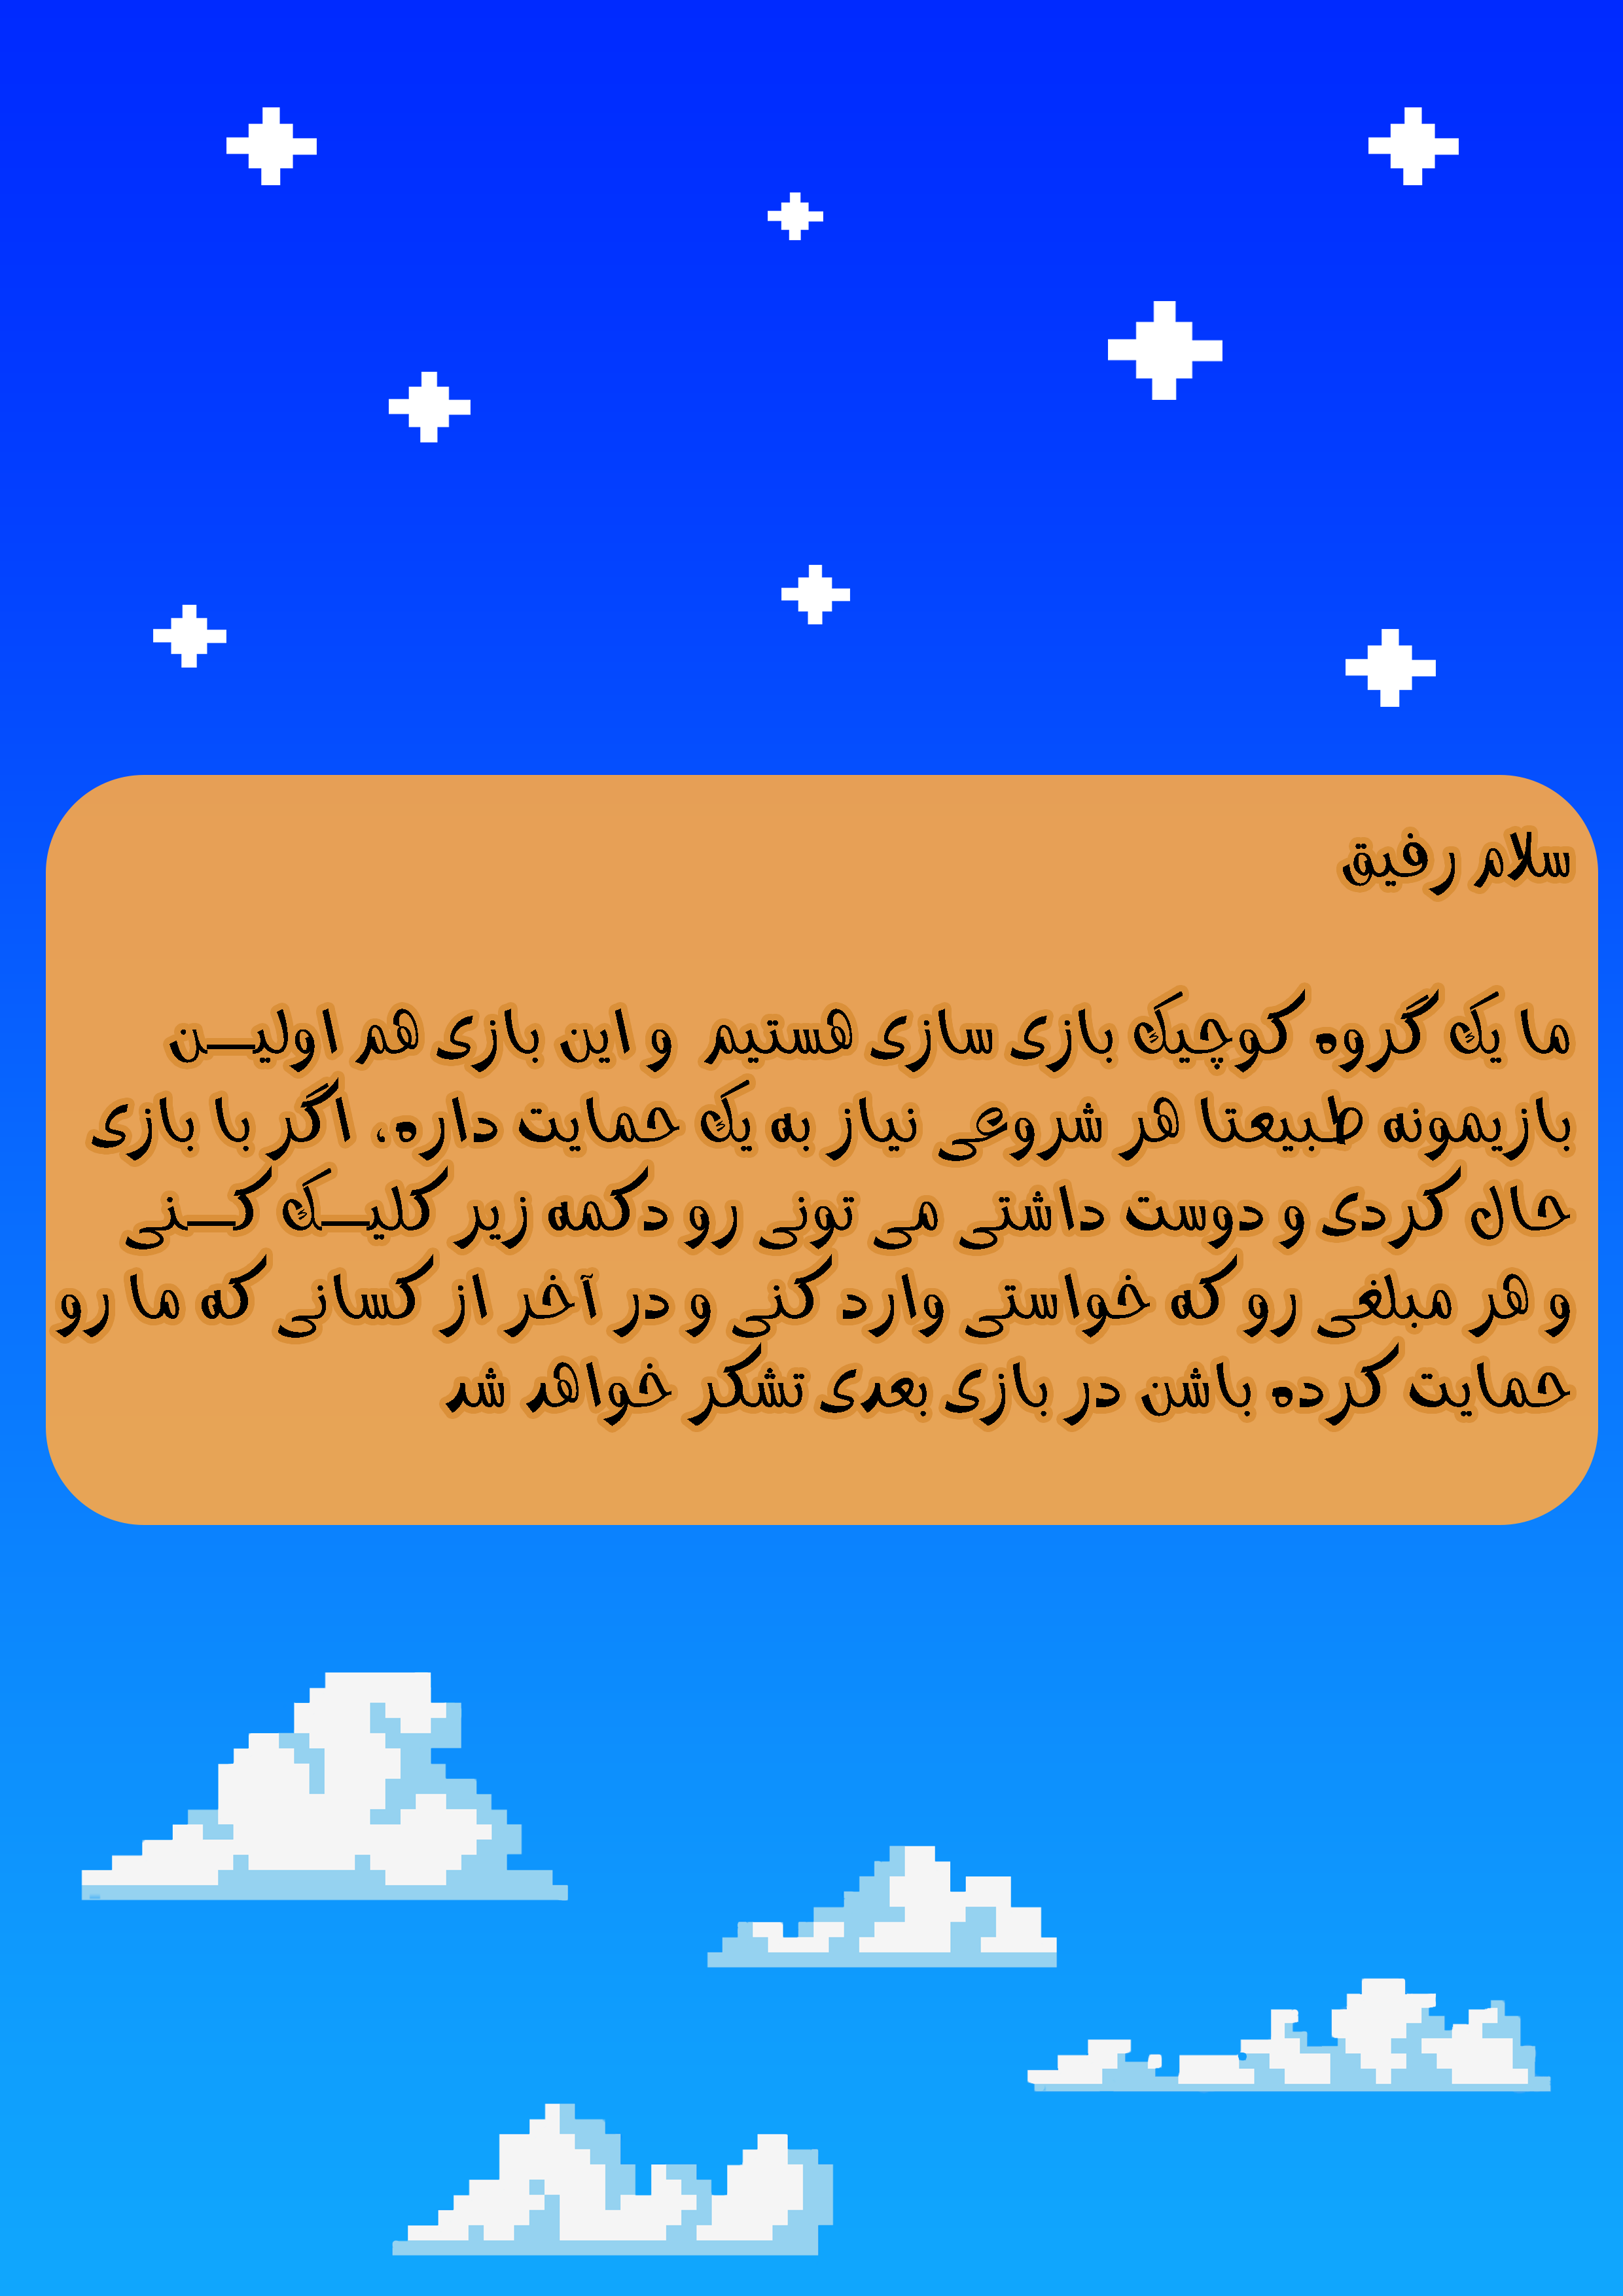 سلام رفیق
ما یک گروه کوچیک بازی سازی هستیم و این بازی هم اولیـــن
بازیمونه طبیعتا هر شروعی نیاز به یک حمایت داره، اگر با بازی
حال کردی و دوست داشتی می تونی رو دکمه زیر کلیـــک کـــنی
و هر مبلغی رو که خواستی وارد کنی و در آخر از کسانی که ما رو
حمایت کرده باشن در بازی بعدی تشکر خواهد شد